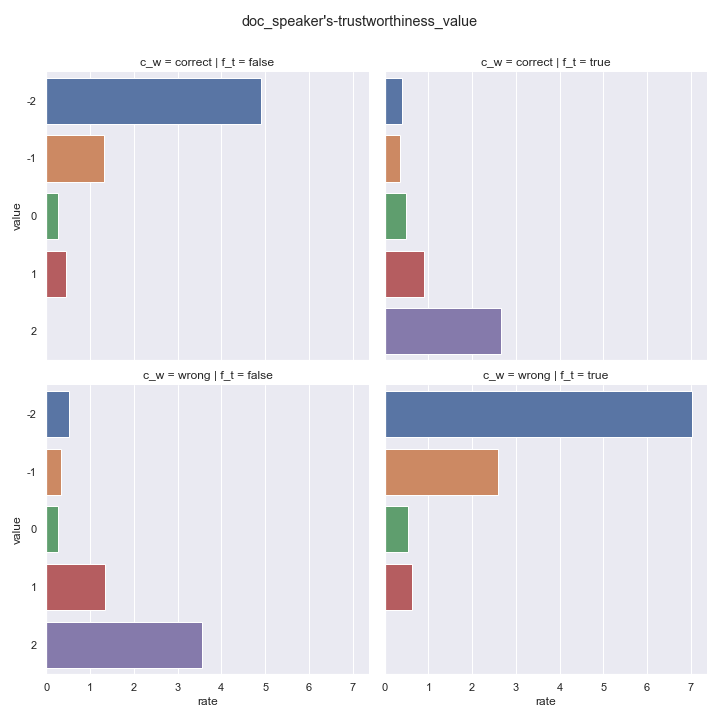 doc_speaker's-trustworthiness_value
c_w = correct | f_t = false
c_w = correct | f_t = true
-2
-1
0
1
2
value
c_w = wrong | f_t = false
c_w = wrong | f_t = true
-2
-1
0
1
2
value
0 1 2 3 4 5 6 7
0 1 2 3 4 5 6 7
rate
rate